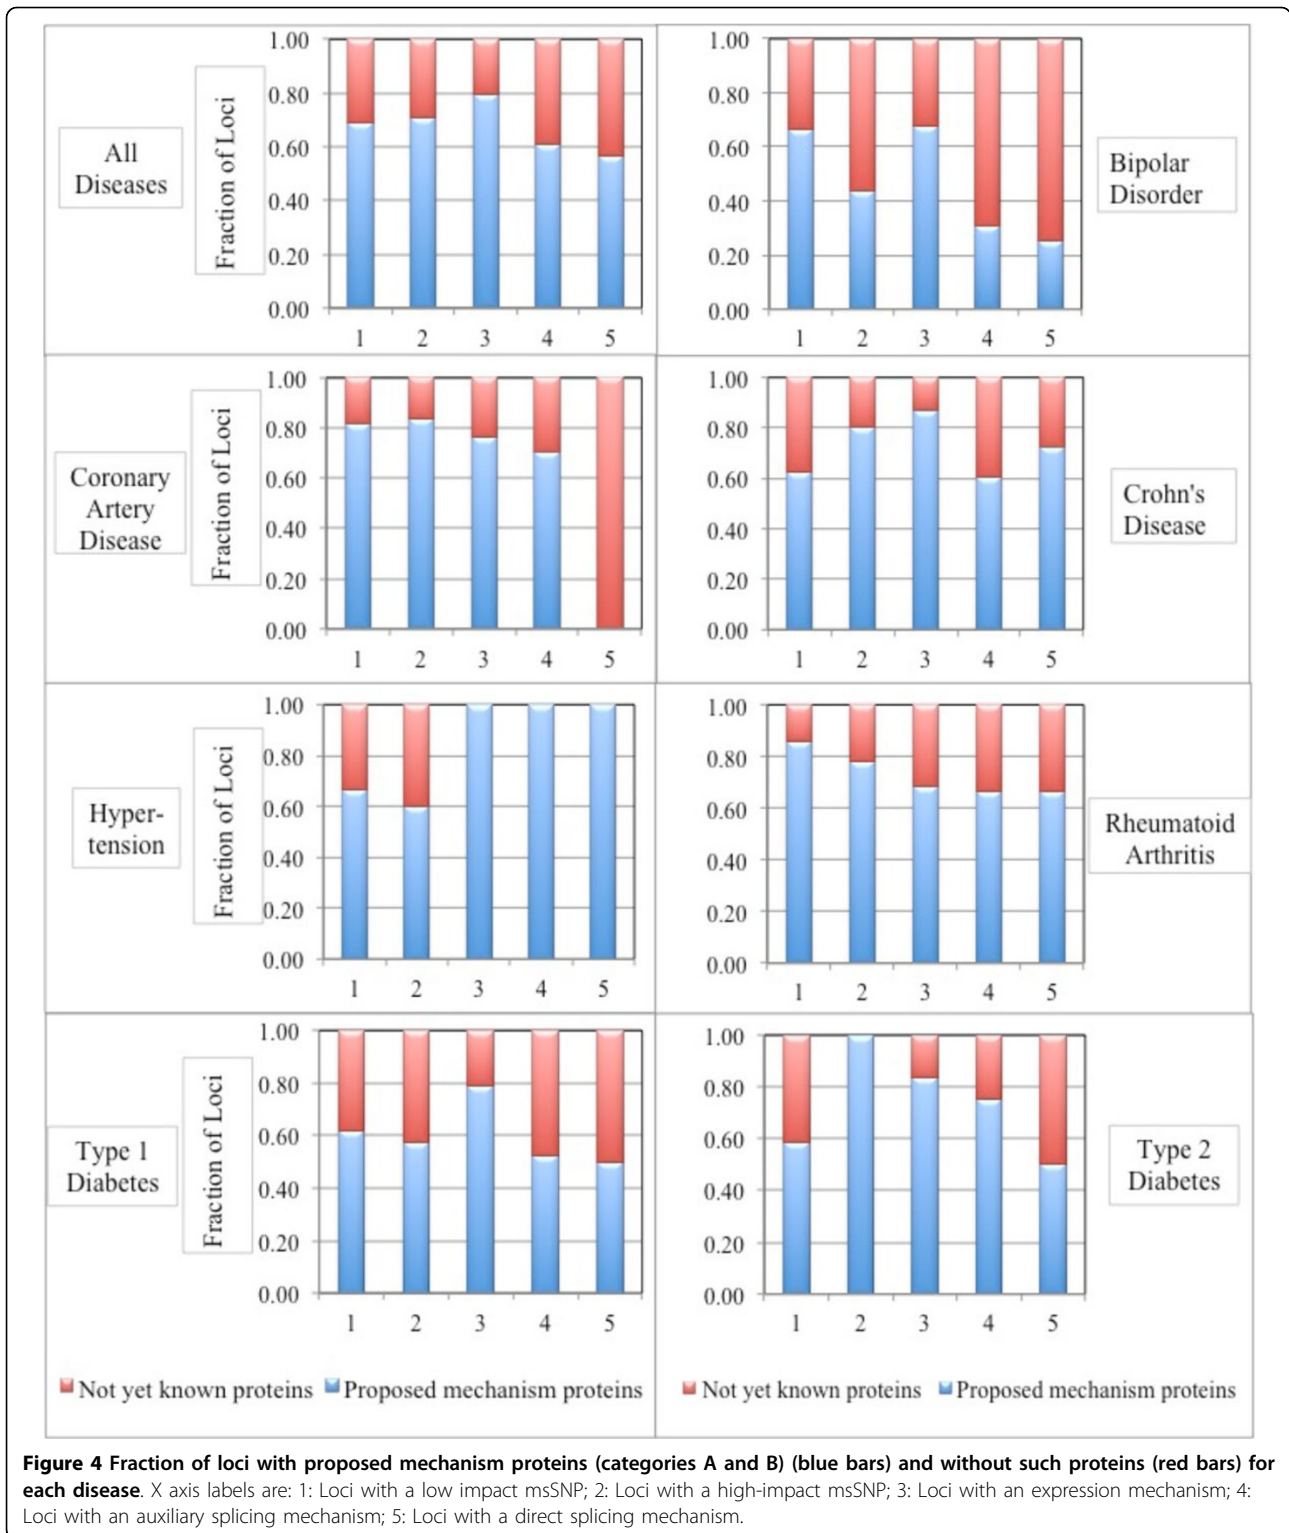 All
Diseases
Fraction of Loci
1.00
0.80
0.60
0.40
0.20
0.00
1 2 3 4 5
1.00
0.80
0.60
0.40
0.20
0.00
1 2 3 4 5
Bipolar
Disorder
Coronary
Artery
Disease
Fraction of Loci
1.00
0.80
0.60
0.40
0.20
0.00
1 2 3 4 5
1.00
0.80
0.60
0.40
0.20
0.00
1 2 3 4 5
Crohn's
Disease
Hyper-
tension
Fraction of Loci
1.00
0.80
0.60
0.40
0.20
0.00
1 2 3 4 5
1.00
0.80
0.60
0.40
0.20
0.00
1 2 3 4 5
Rheumatoid
Arthritis
Type 1
Diabetes
Fraction of Loci
1.00
0.80
0.60
0.40
0.20
0.00
1 2 3 4 5
1.00
0.80
0.60
0.40
0.20
0.00
1 2 3 4 5
Type 2
Diabetes
Not yet known proteins Proposed mechanism proteins
Not yet known proteins Proposed mechanism proteins
Figure 4 Fraction of loci with proposed mechanism proteins (categories A and B) (blue bars) and without such proteins (red bars) for
each disease. X axis labels are: 1: Loci with a low impact msSNP; 2: Loci with a high-impact msSNP; 3: Loci with an expression mechanism; 4:
Loci with an auxiliary splicing mechanism; 5: Loci with a direct splicing mechanism.